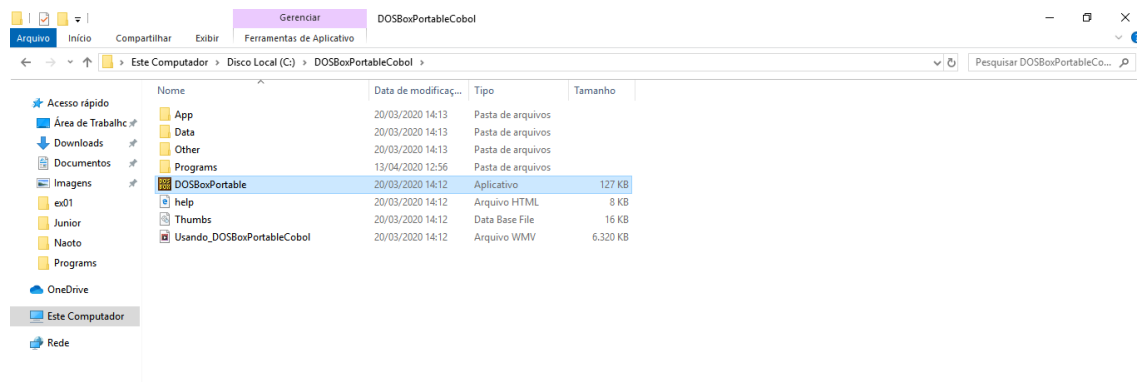 Gerenciar DOSBoxPortableCobol
Arquivo Início Compartilhar Exibir Ferramentas de Aplicativo
Este Computador > Disco Local (C:) > DOSBoxPortableCobol > Pesquisar DOSBoxPortableCo...
Nome Data de modificaç... Tipo Tamanho
Acesso rápido
Área de Trabalhc
Downloads
Documentos
Imagens
ex01
Junior
Naoto
Programs
OneDrive
Este Computador
Rede
App 20/03/2020 14:13 Pasta de arquivos
Data 20/03/2020 14:13 Pasta de arquivos
Other 20/03/2020 14:13 Pasta de arquivos
Programs 13/04/2020 12:56 Pasta de arquivos
DOSBoxPortable 20/03/2020 14:12 Aplicativo 127 KB
help 20/03/2020 14:12 Arquivo HTML 8 KB
Thumbs 20/03/2020 14:12 Data Base File 16 KB
Usando_DOSBoxPortableCobol 20/03/2020 14:12 Arquivo WMV 6.320 KB